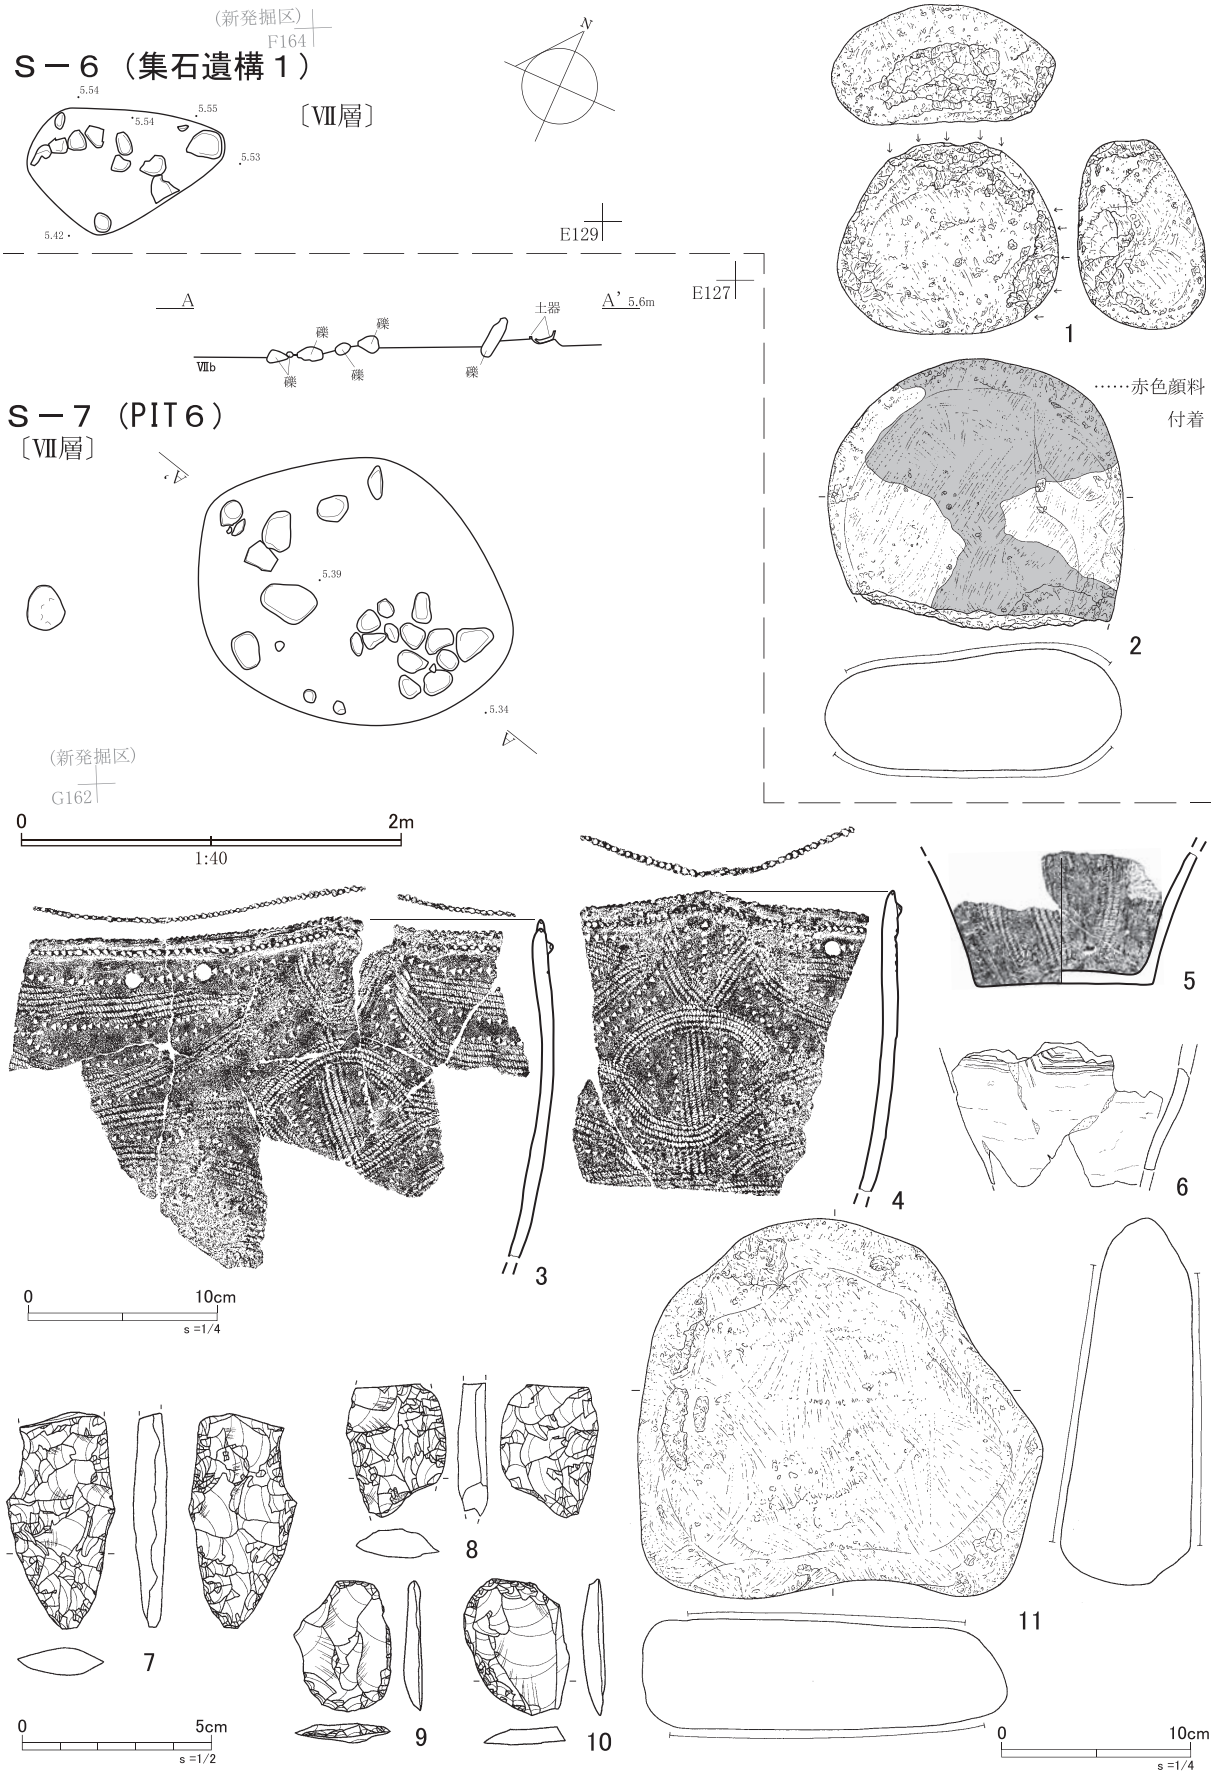 (新発掘区)
F164
S－6（集石遺構1）
〔Ⅶ層〕
N
5.54
5.55
5.54
5.53
5.42
E129
E127
A
A' 5.6m
土器
礫
礫
礫
礫
礫
Ⅶb
S－7（PIT6）
〔Ⅶ層〕
A'
5.39
5.34
A
(新発掘区)
G162
0 2m
1:40
1
……赤色顔料
付着
2
3
4
5
6
0 10cm
s=1/4
7
8
9
10
11
0 5cm
s=1/2
0 10cm
s=1/4